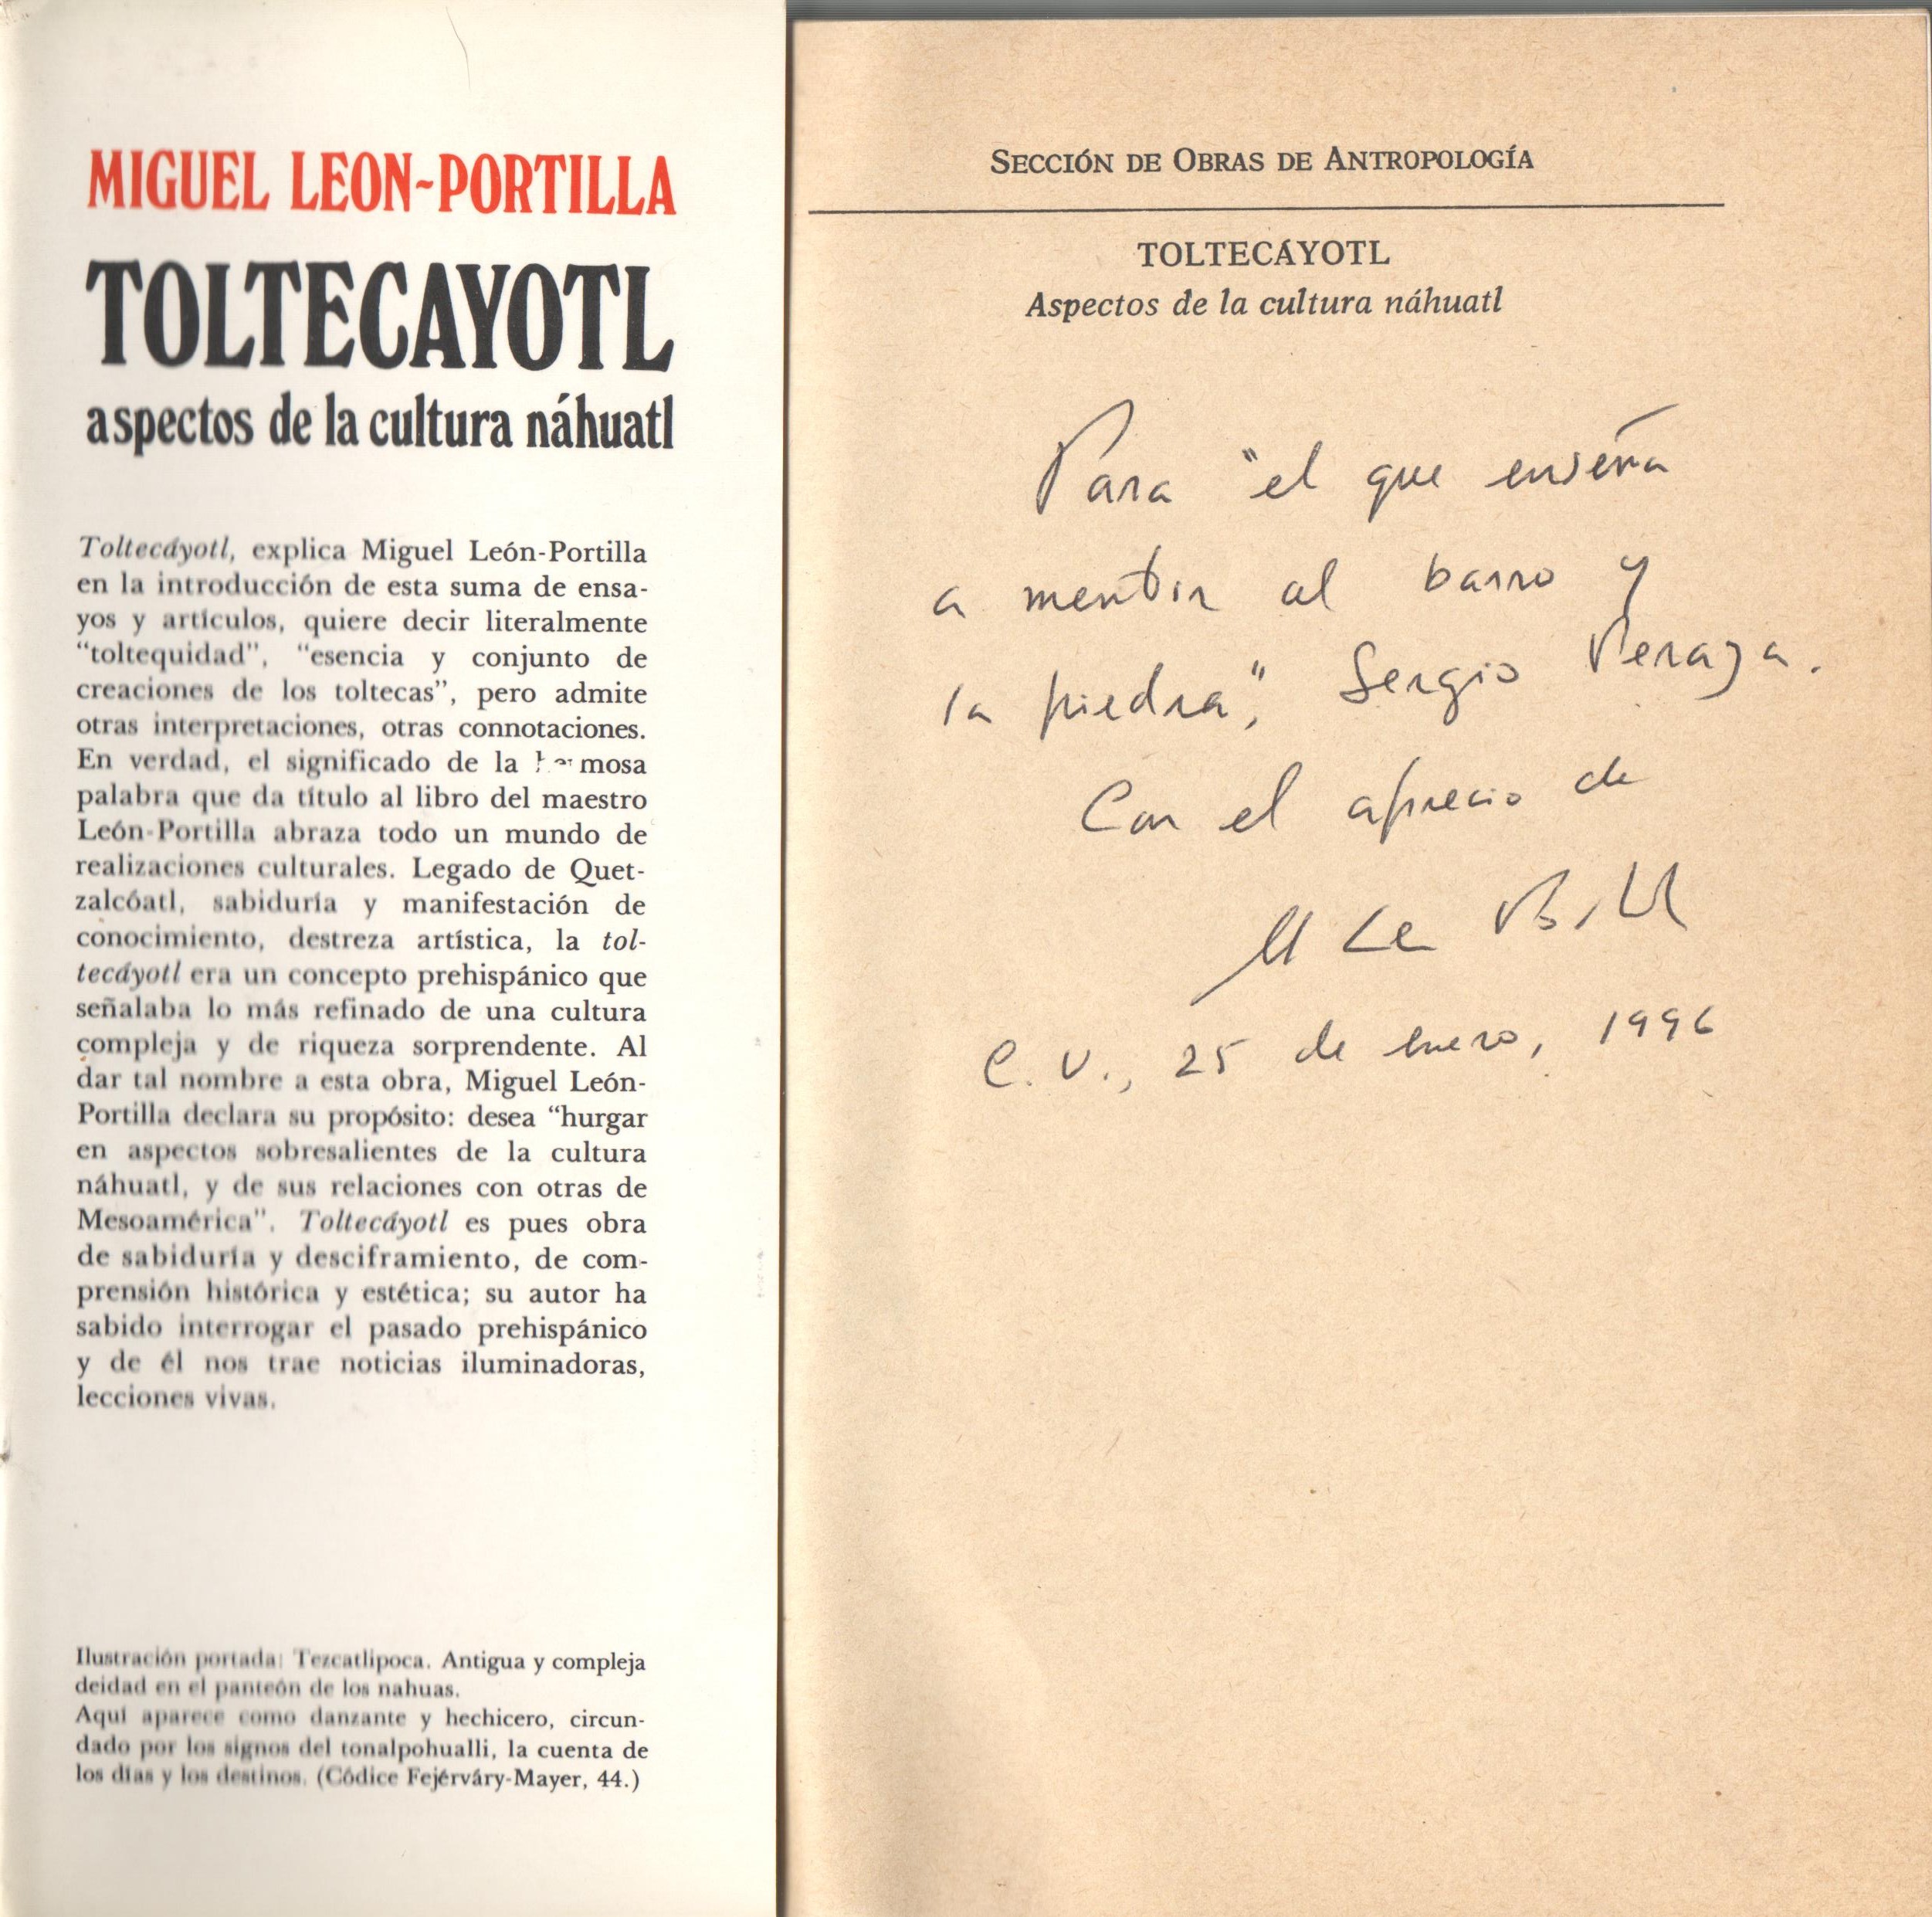 MIGUEL LEON-PORTILLA
TOLTECAYOTL
aspectos de la cultura náhuatl
Toltecáyotl, explica Miguel León-Portilla
en la introducción de esta suma de ensa-
yos y artículos, quiere decir literalmente
“toltequidad”, “esencia y conjunto de
creaciones de los toltecas”, pero admite
otras interpretaciones, otras connotaciones.
En verdad, el significado de la hermosa
palabra que da título al libro del maestro
León-Portilla abraza todo un mundo de
realizaciones culturales. Legado de Quet-
zalcóatl, sabiduría y manifestación de
conocimiento, destreza artística, la tol-
tecáyotl era un concepto prehispánico que
señalaba lo más refinado de una cultura
compleja y de riqueza sorprendente. Al
dar tal nombre a esta obra, Miguel León-
Portilla declara su propósito: desea “hurgar
en aspectos sobresalientes de la cultura
náhuatl, y de sus relaciones con otras de
Mesoamérica”. Toltecáyotl es pues obra
de sabiduría y desciframiento, de com-
prensión histórica y estética; su autor ha
sabido interrogar el pasado prehispánico
y de él nos trae noticias iluminadoras,
lecciones vivas.
Ilustración portada: Tezcatlipoca. Antigua y compleja
deidad en el panteón de los nahuas.
Aquí aparece como danzante y hechicero, circun-
dado por los signos del tonalpohualli, la cuenta de
los días y los destinos. (Códice Fejérváry-Mayer, 44.)
SECCIÓN DE OBRAS DE ANTROPOLOGÍA
TOLTECÁYOTL
Aspectos de la cultura náhuatl
Para "el que enseña
a mentir al barro y
la piedra", Sergio Peraza.
Con el aprecio de
C.U., 25 de enero, 1996